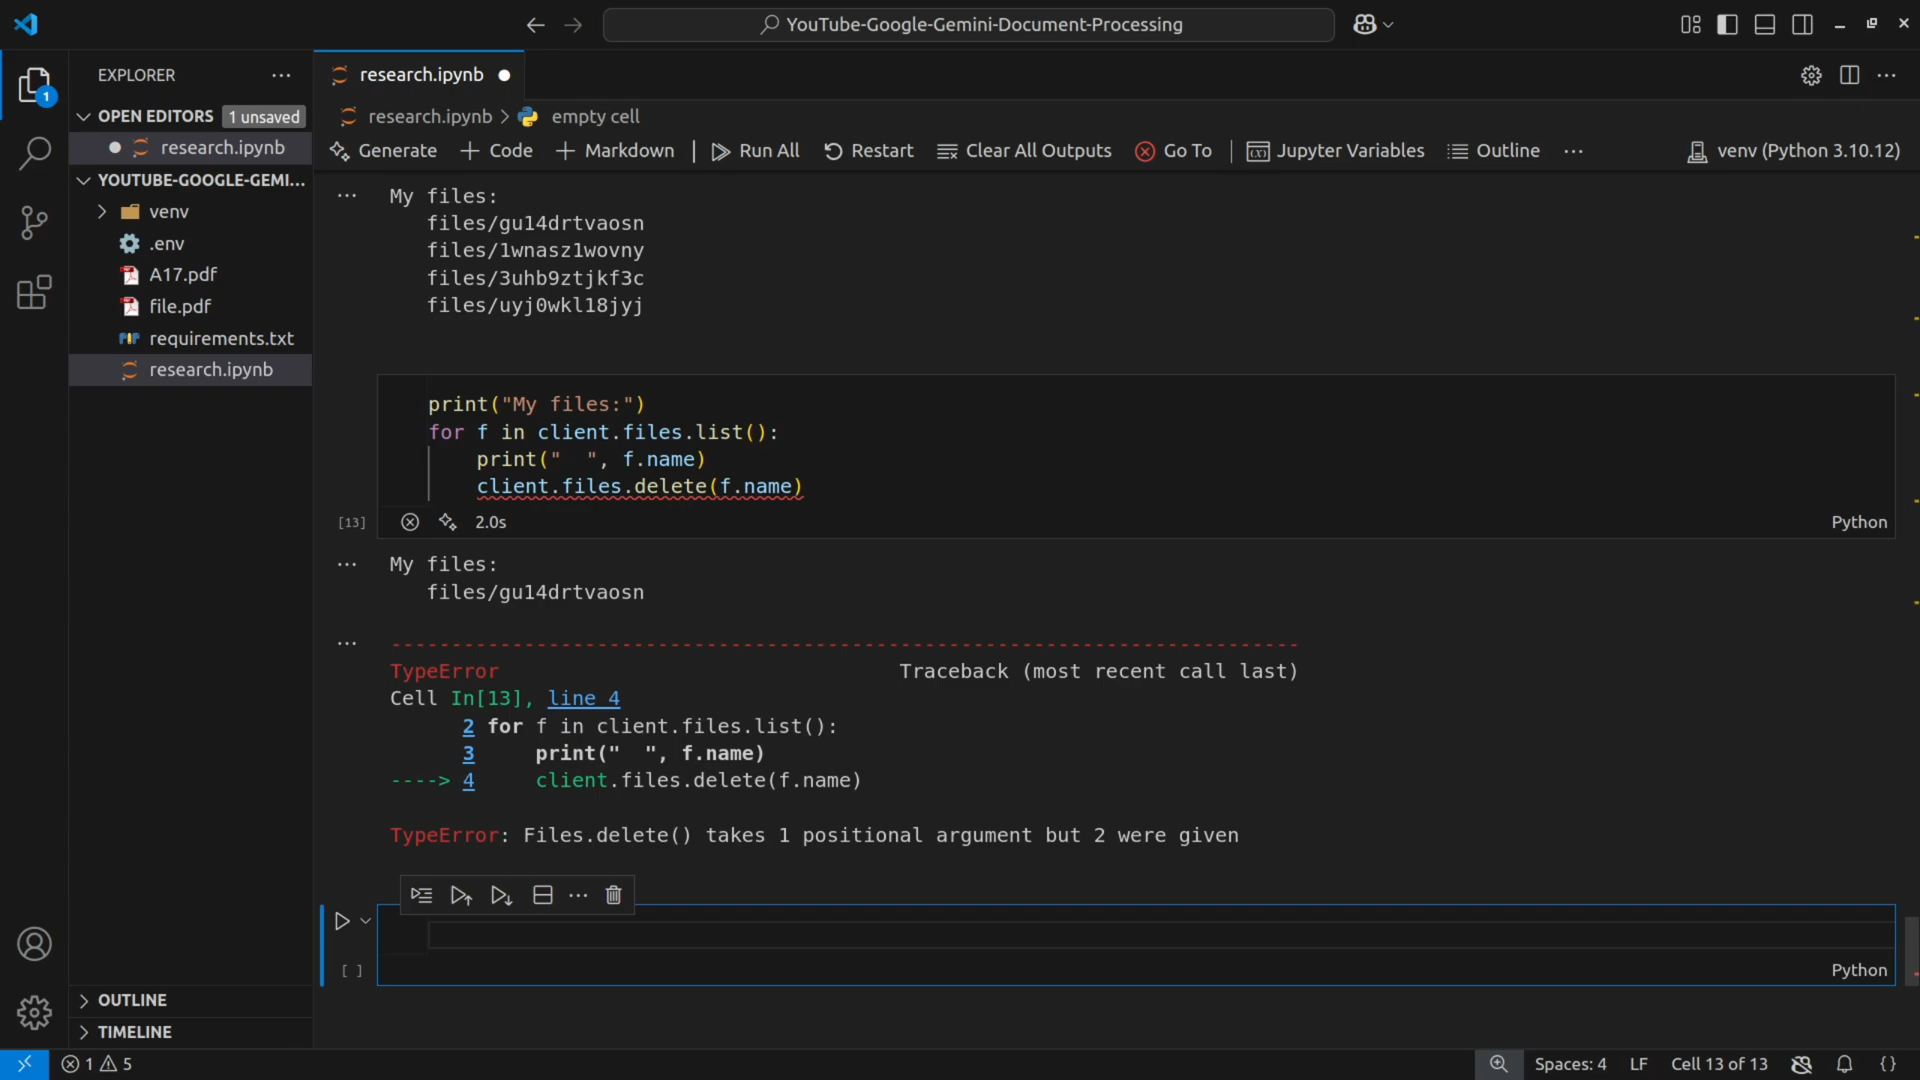 YouTube-Google-Gemini-Document-Processing
EXPLORER
1
OPEN EDITORS 1 unsaved
research.ipynb
YOUTUBE-GOOGLE-GEMI...
venv
.env
A17.pdf
file.pdf
requirements.txt
research.ipynb
OUTLINE
TIMELINE
research.ipynb
research.ipynb > empty cell
Generate + Code + Markdown | Run All Restart Clear All Outputs Go To | Jupyter Variables Outline ... venv (Python 3.10.12)
My files:
files/gu14drtvaosn
files/1wnasz1wovny
files/3uhb9ztjkf3c
files/uyj0wkl18jyj
print("My files:")
for f in client.files.list():
print("  ", f.name)
client.files.delete(f.name)
[13] 2.0s Python
My files:
files/gu14drtvaosn
---------------------------------------------------------------------------
TypeError Traceback (most recent call last)
Cell In[13], line 4
2 for f in client.files.list():
3     print("  ", f.name)
----> 4     client.files.delete(f.name)
TypeError: Files.delete() takes 1 positional argument but 2 were given
[ ] Python
1 5 Spaces: 4 LF Cell 13 of 13 {}